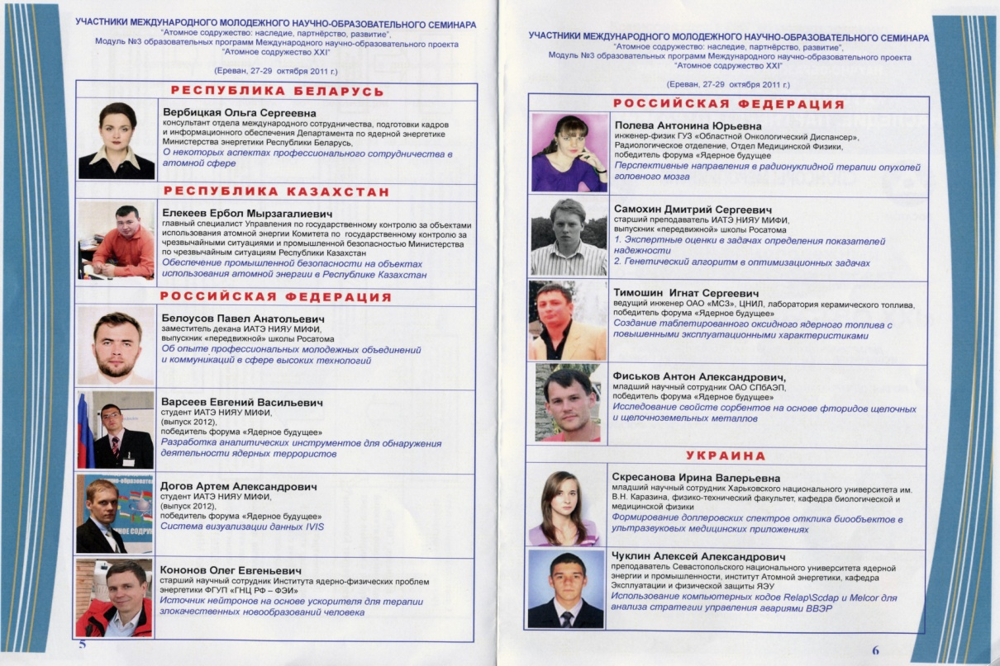 УЧАСТНИКИ МЕЖДУНАРОДНОГО МОЛОДЕЖНОГО НАУЧНО-ОБРАЗОВАТЕЛЬНОГО СЕМИНАРА
“Атомное содружество: наследие, партнёрство, развитие”,
Модуль №3 образовательных программ Международного научно-образовательного проекта
“Атомное содружество XXI”
(Ереван, 27-29 октября 2011 г.)
РЕСПУБЛИКА БЕЛАРУСЬ
Вербицкая Ольга Сергеевна
консультант отдела международного сотрудничества, подготовки кадров
и информационного обеспечения Департамента по ядерной энергетике
Министерства энергетики Республики Беларусь,
О некоторых аспектах профессионального сотрудничества в
атомной сфере
РЕСПУБЛИКА КАЗАХСТАН
Елекеев Ербол Мырзагалиевич
главный специалист Управления по государственному контролю за объектами
использования атомной энергии Комитета по государственному контролю за
чрезвычайными ситуациями и промышленной безопасностью Министерства
по чрезвычайным ситуациям Республики Казахстан
Обеспечение промышленной безопасности на объектах
использования атомной энергии в Республике Казахстан
РОССИЙСКАЯ ФЕДЕРАЦИЯ
Белоусов Павел Анатольевич
заместитель декана ИАТЭ НИЯУ МИФИ,
выпускник «передвижной» школы Росатома
Об опыте профессиональных молодежных объединений
и коммуникаций в сфере высоких технологий
Варсеев Евгений Васильевич
студент ИАТЭ НИЯУ МИФИ,
(выпуск 2012),
победитель форума «Ядерное будущее»
Разработка аналитических инструментов для обнаружения
деятельности ядерных террористов
Догов Артем Александрович
студент ИАТЭ НИЯУ МИФИ,
(выпуск 2012),
победитель форума «Ядерное будущее»
Система визуализации данных IVIS
Кононов Олег Евгеньевич
старший научный сотрудник Института ядерно-физических проблем
энергетики ФГУП «ГНЦ РФ – ФЭИ»
Источник нейтронов на основе ускорителя для терапии
злокачественных новообразований человека
5
УЧАСТНИКИ МЕЖДУНАРОДНОГО МОЛОДЕЖНОГО НАУЧНО-ОБРАЗОВАТЕЛЬНОГО СЕМИНАРА
“Атомное содружество: наследие, партнёрство, развитие”,
Модуль №3 образовательных программ Международного научно-образовательного проекта
“Атомное содружество XXI”
(Ереван, 27-29 октября 2011 г.)
РОССИЙСКАЯ ФЕДЕРАЦИЯ
Полева Антонина Юрьевна
инженер-физик ГУЗ «Областной Онкологический Диспансер»,
Радиологическое отделение, Отдел Медицинской Физики,
победитель форума «Ядерное будущее
Перспективные направления в радионуклидной терапии опухолей
головного мозга
Самохин Дмитрий Сергеевич
старший преподаватель ИАТЭ НИЯУ МИФИ,
выпускник «передвижной» школы Росатома
1. Экспертные оценки в задачах определения показателей
надежности
2. Генетический алгоритм в оптимизационных задачах
Тимошин Игнат Сергеевич
ведущий инженер ОАО «МСЗ», ЦНИЛ, лаборатория керамического топлива,
победитель форума «Ядерное будущее»
Создание таблетированного оксидного ядерного топлива с
повышенными эксплуатационными характеристиками
Фиськов Антон Александрович,
младший научный сотрудник ОАО СПбАЭП,
победитель форума «Ядерное будущее»
Исследование свойств сорбентов на основе фторидов щелочных
и щелочноземельных металлов
УКРАИНА
Скресанова Ирина Валерьевна
младший научный сотрудник Харьковского национального университета им.
В.Н. Каразина, физико-технический факультет, кафедра биологической и
медицинской физики
Формирование доплеровских спектров отклика биообъектов в
ультразвуковых медицинских приложениях
Чуклин Алексей Александрович
преподаватель Севастопольского национального университета ядерной
энергии и промышленности, институт Атомной энергетики, кафедра
Эксплуатации и физической защиты ЯЭУ
Использование компьютерных кодов Relap\Scdap и Melcor для
анализа стратегии управления авариями ВВЭР
6